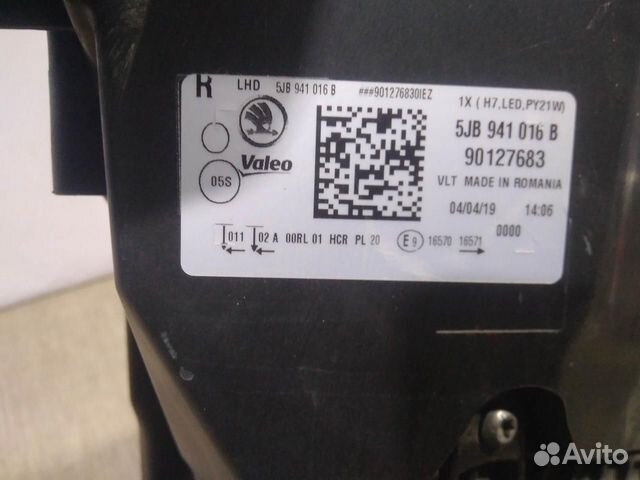 R LHD 5JB 941 016 B ###901276830IEZ
1X ( H7,LED,PY21W)
5JB 941 016 B
Valeo
90127683
05S
VLT MADE IN ROMANIA
04/04/19 14:06
0000
011 02 A 00RL 01 HCR PL 20 E9 16570 16571
Avito